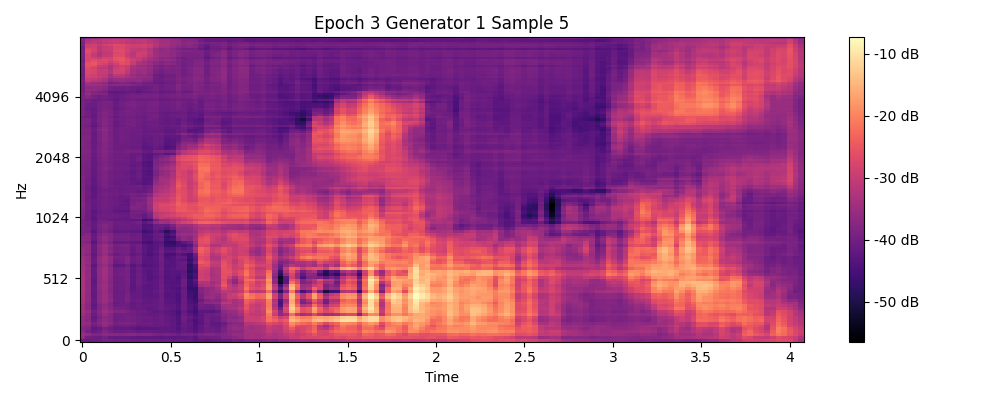 Epoch 3 Generator 1 Sample 5
Hz
4096
2048
1024
512
0
0 0.5 1 1.5 2 2.5 3 3.5 4
Time
-10 dB
-20 dB
-30 dB
-40 dB
-50 dB